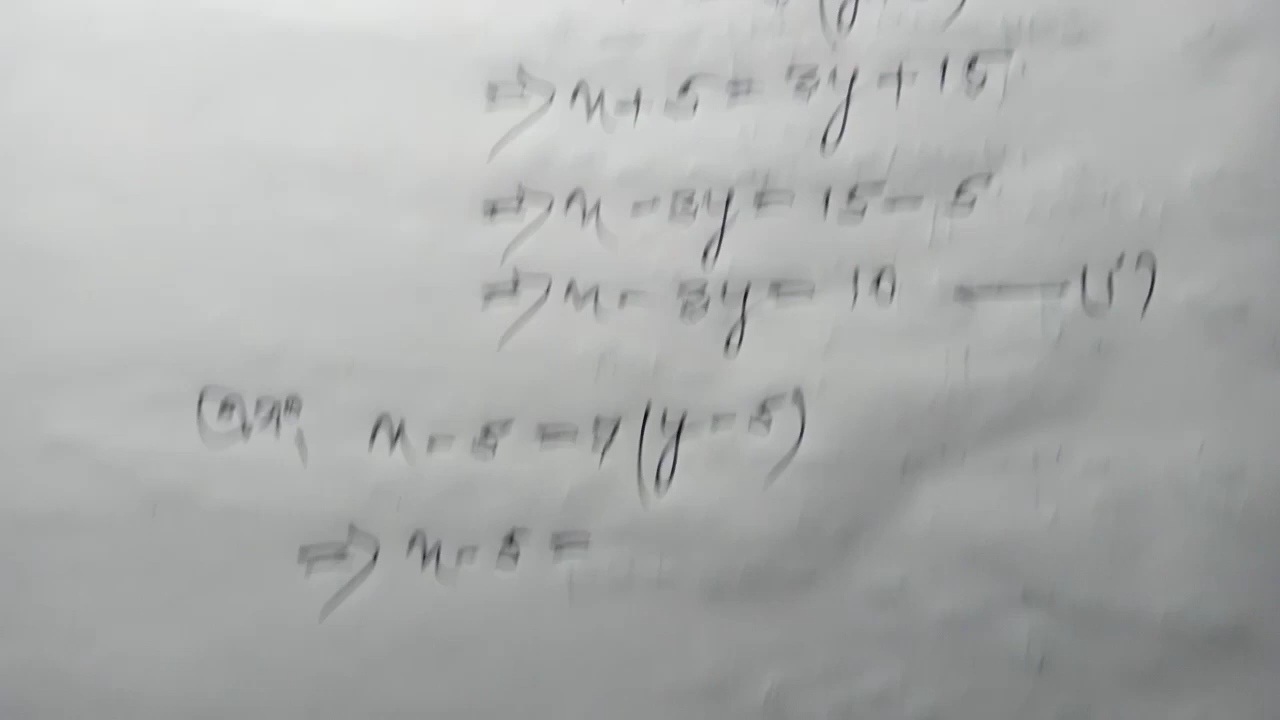 ⇒ x + 5 = 3y + 15
⇒ x - 3y = 15 - 5
⇒ x - 3y = 10 —(i)
x - 5 = 7(y - 5)
⇒ x - 5 =